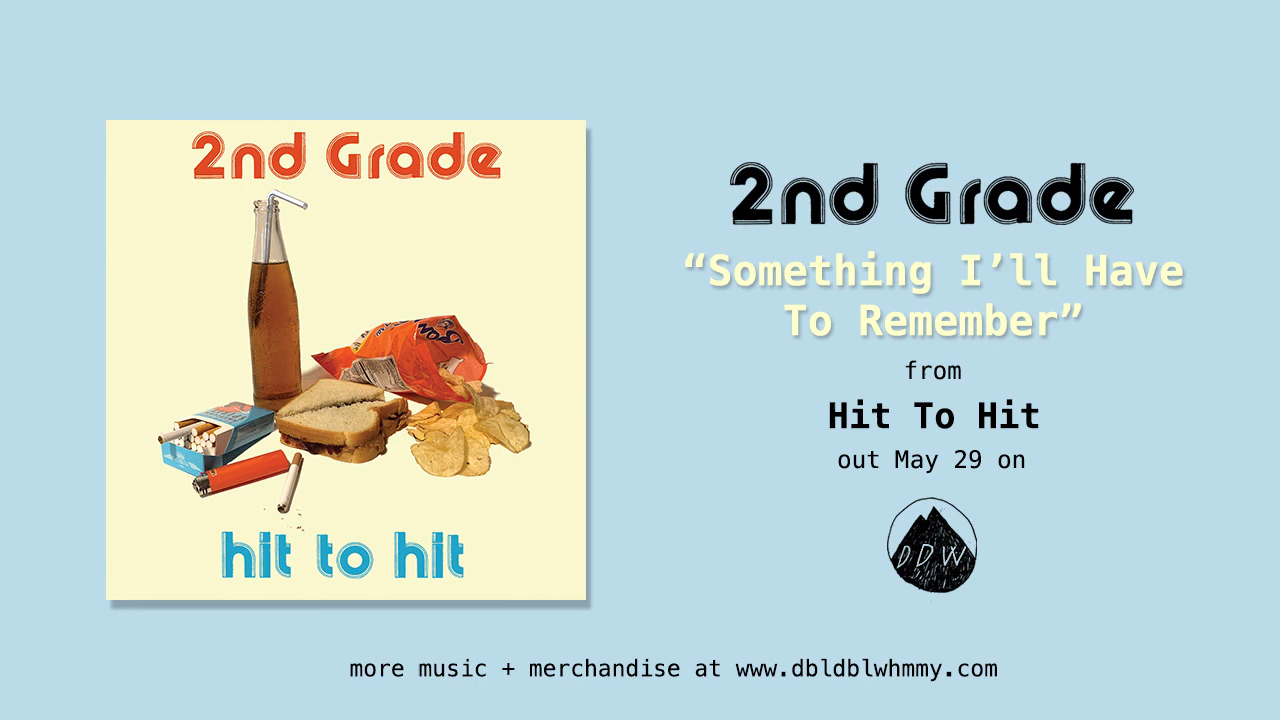 2nd Grade
hit to hit
2nd Grade
“Something I’ll Have
To Remember”
from
Hit To Hit
out May 29 on
DDW
more music + merchandise at www.dbldblwhmmy.com